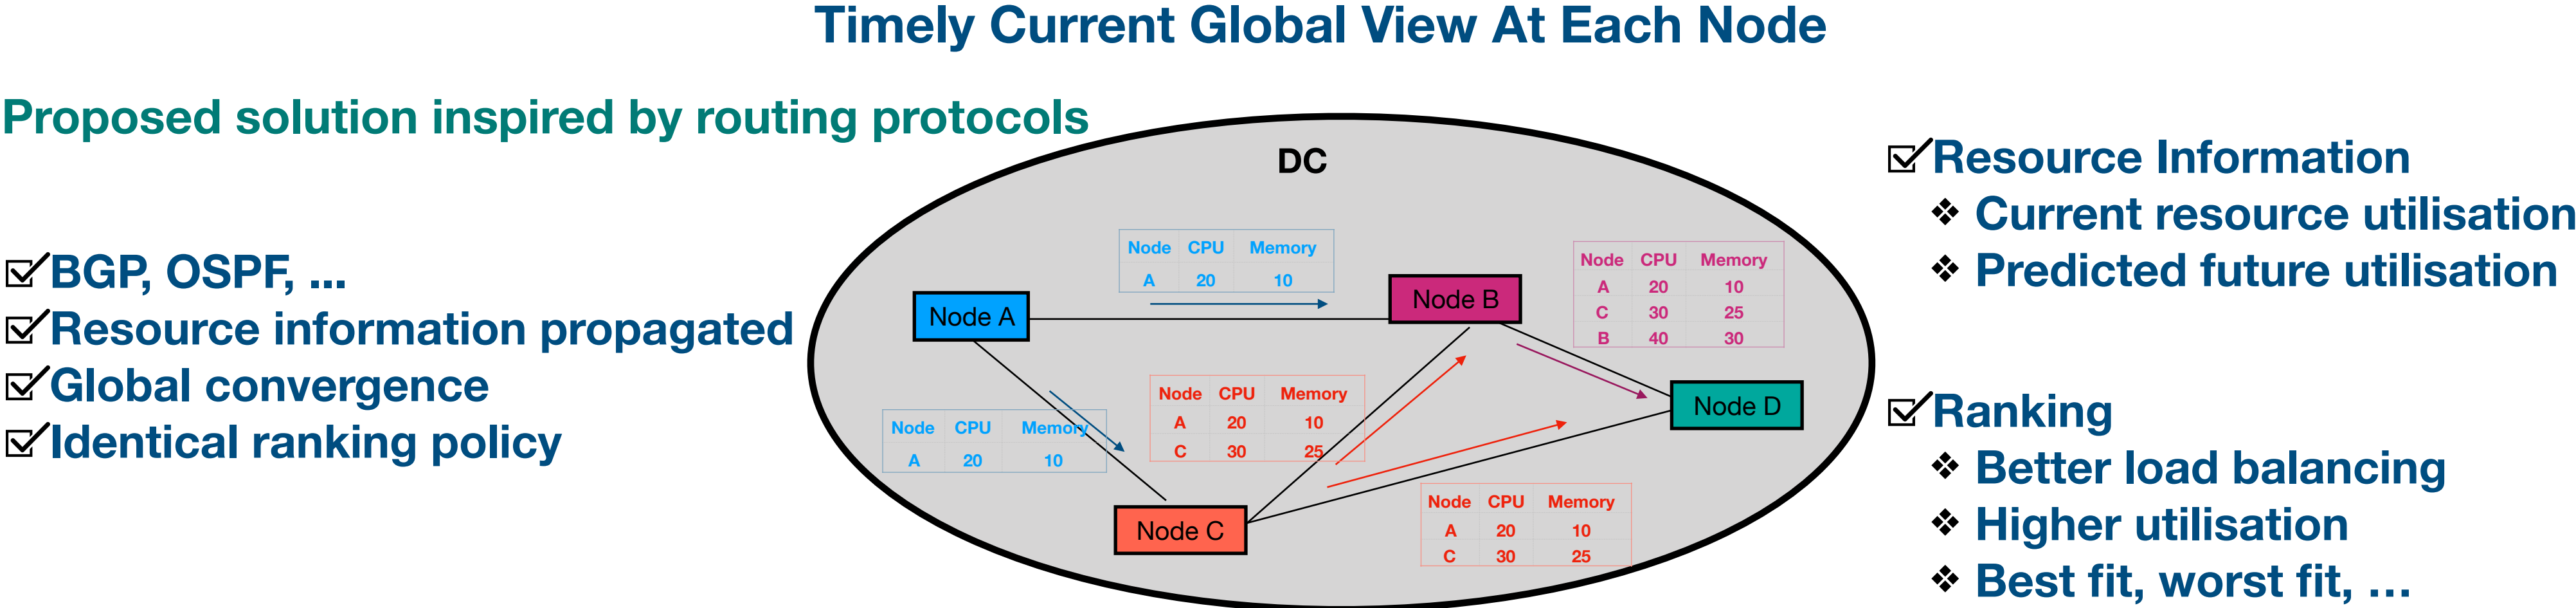 Timely Current Global View At Each Node
Proposed solution inspired by routing protocols
BGP, OSPF, ...
Resource information propagated
Global convergence
Identical ranking policy
DC
Node CPU Memory
A 20 10
Node A
Node B
Node CPU Memory
A 20 10
C 30 25
B 40 30
Node CPU Memory
A 20 10
Node CPU Memory
A 20 10
C 30 25
Node D
Node C
Node CPU Memory
A 20 10
C 30 25
Resource Information
❖ Current resource utilisation
❖ Predicted future utilisation
Ranking
❖ Better load balancing
❖ Higher utilisation
❖ Best fit, worst fit, …